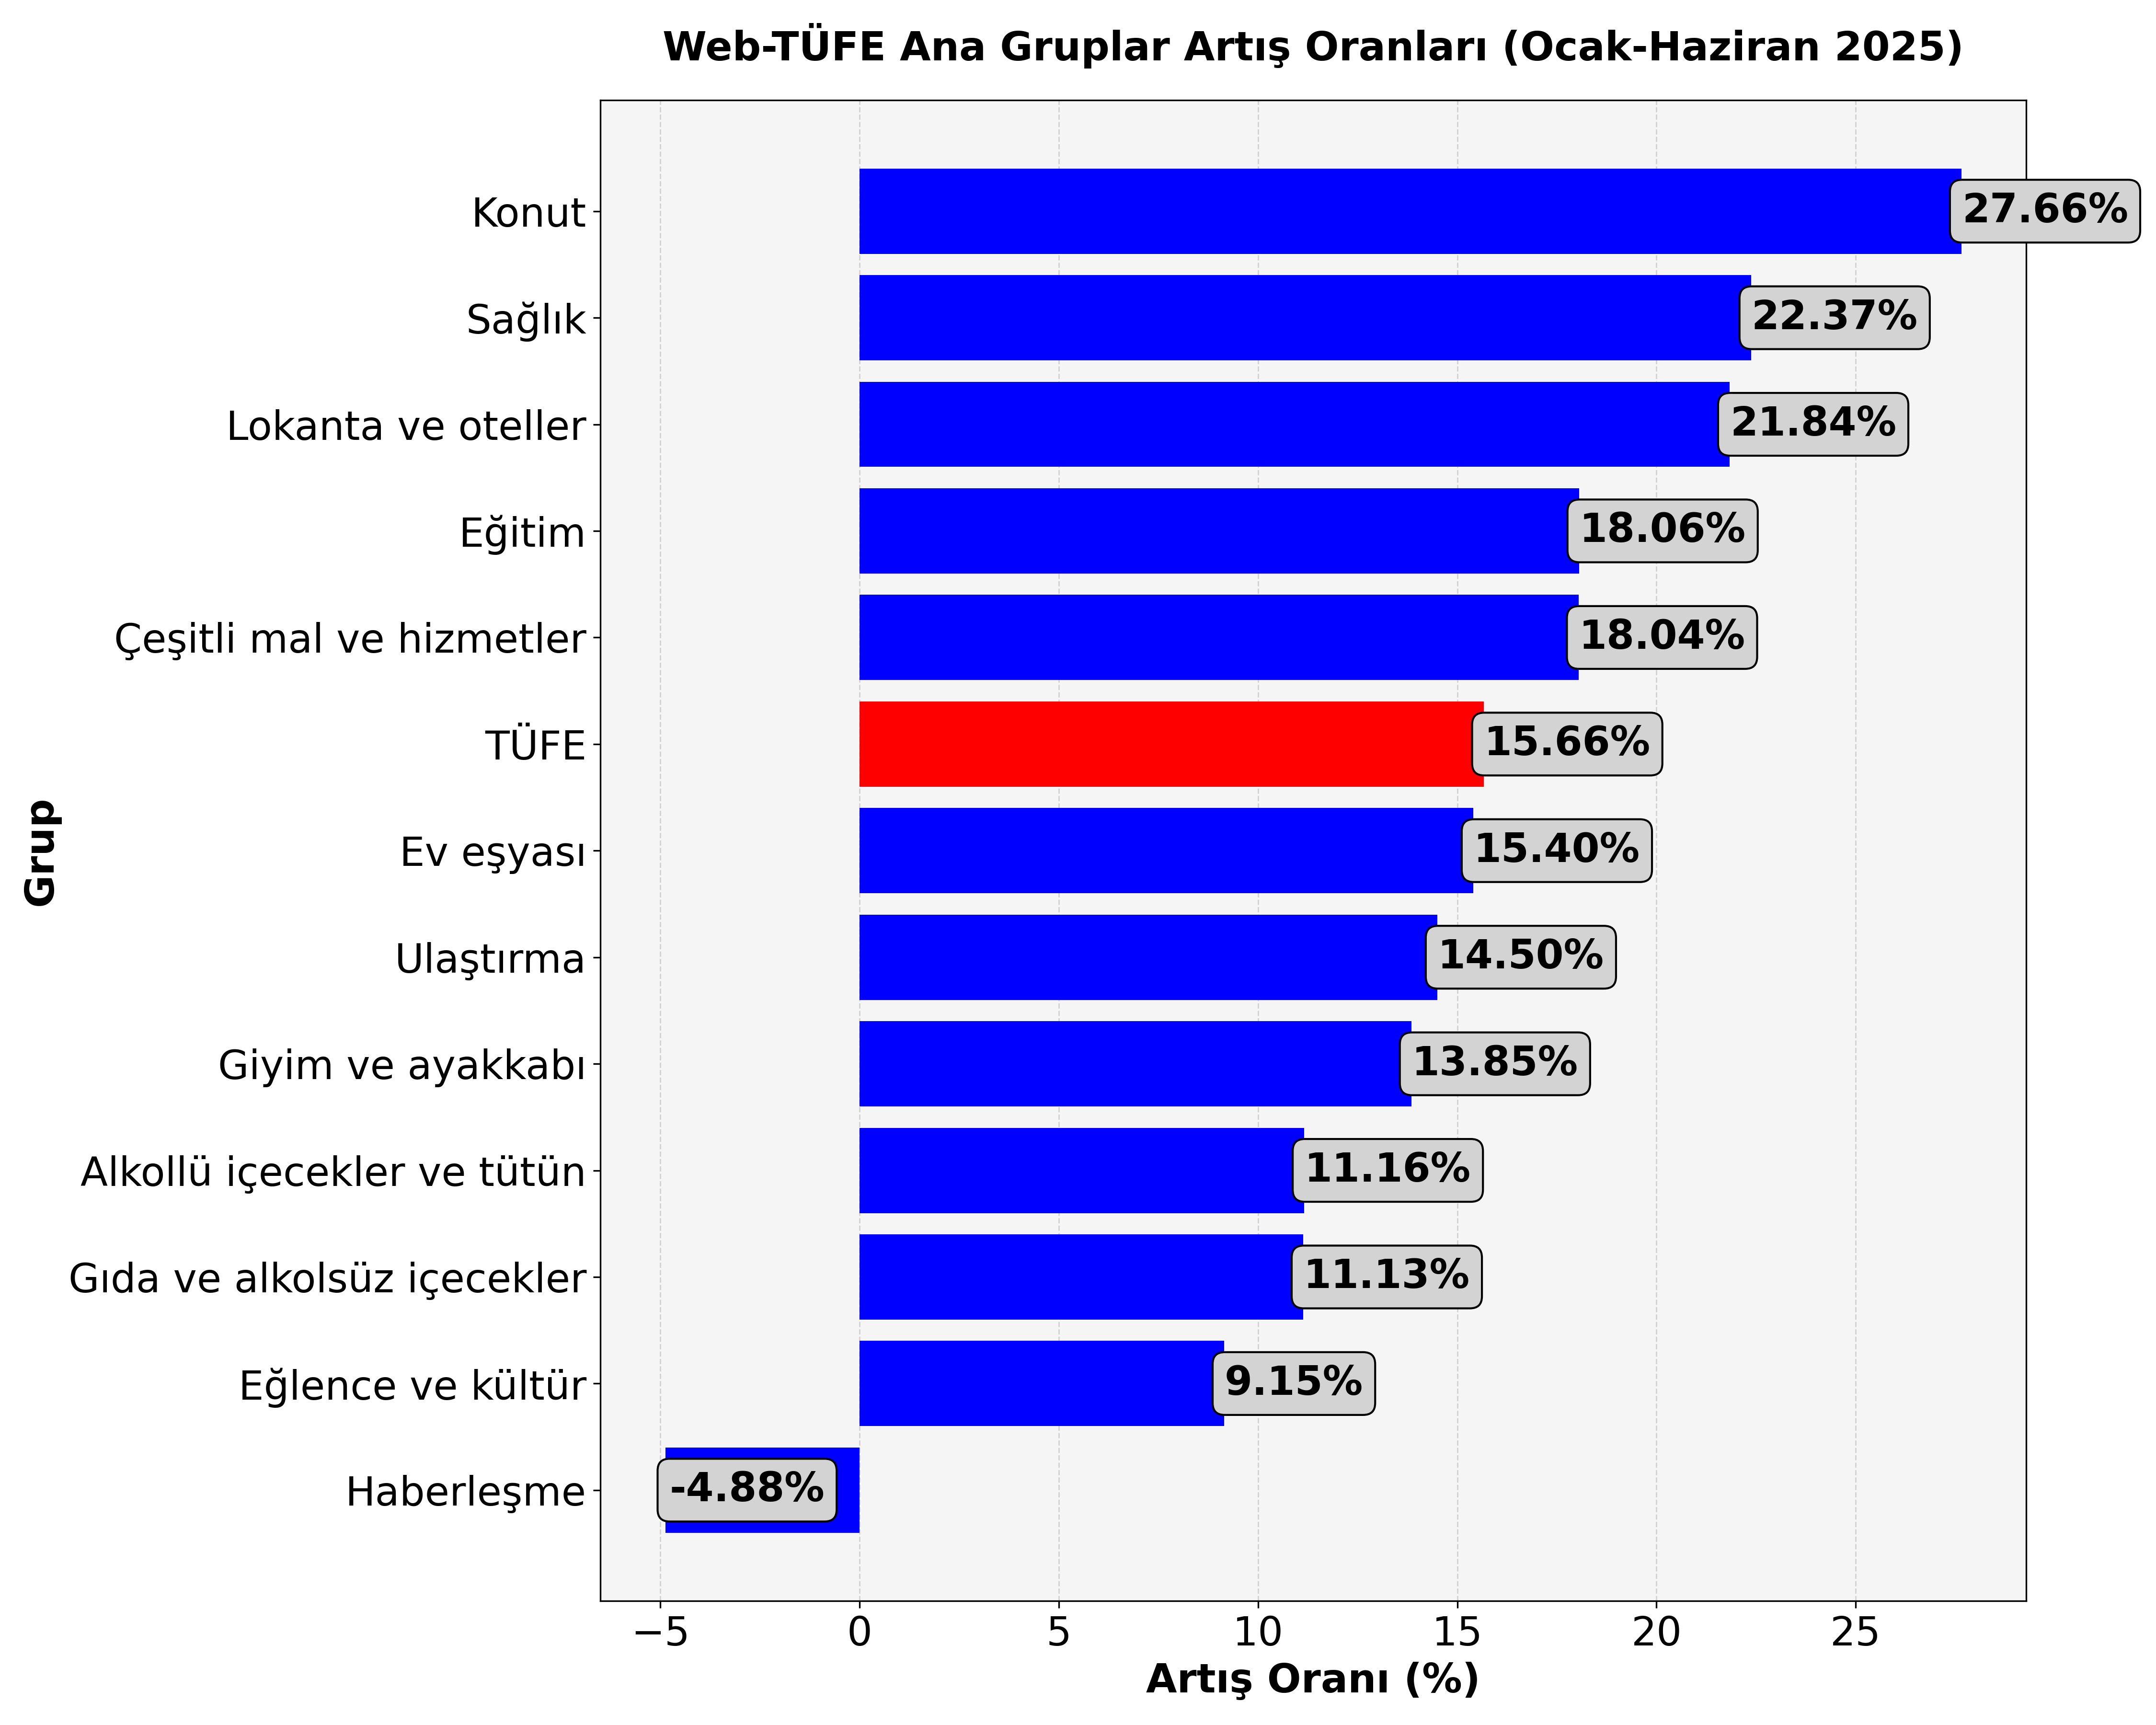 Web-TÜFE Ana Gruplar Artış Oranları (Ocak-Haziran 2025)
Grup
Konut 27.66%
Sağlık 22.37%
Lokanta ve oteller 21.84%
Eğitim 18.06%
Çeşitli mal ve hizmetler 18.04%
TÜFE 15.66%
Ev eşyası 15.40%
Ulaştırma 14.50%
Giyim ve ayakkabı 13.85%
Alkollü içecekler ve tütün 11.16%
Gıda ve alkolsüz içecekler 11.13%
Eğlence ve kültür 9.15%
Haberleşme -4.88%
−5 0 5 10 15 20 25
Artış Oranı (%)